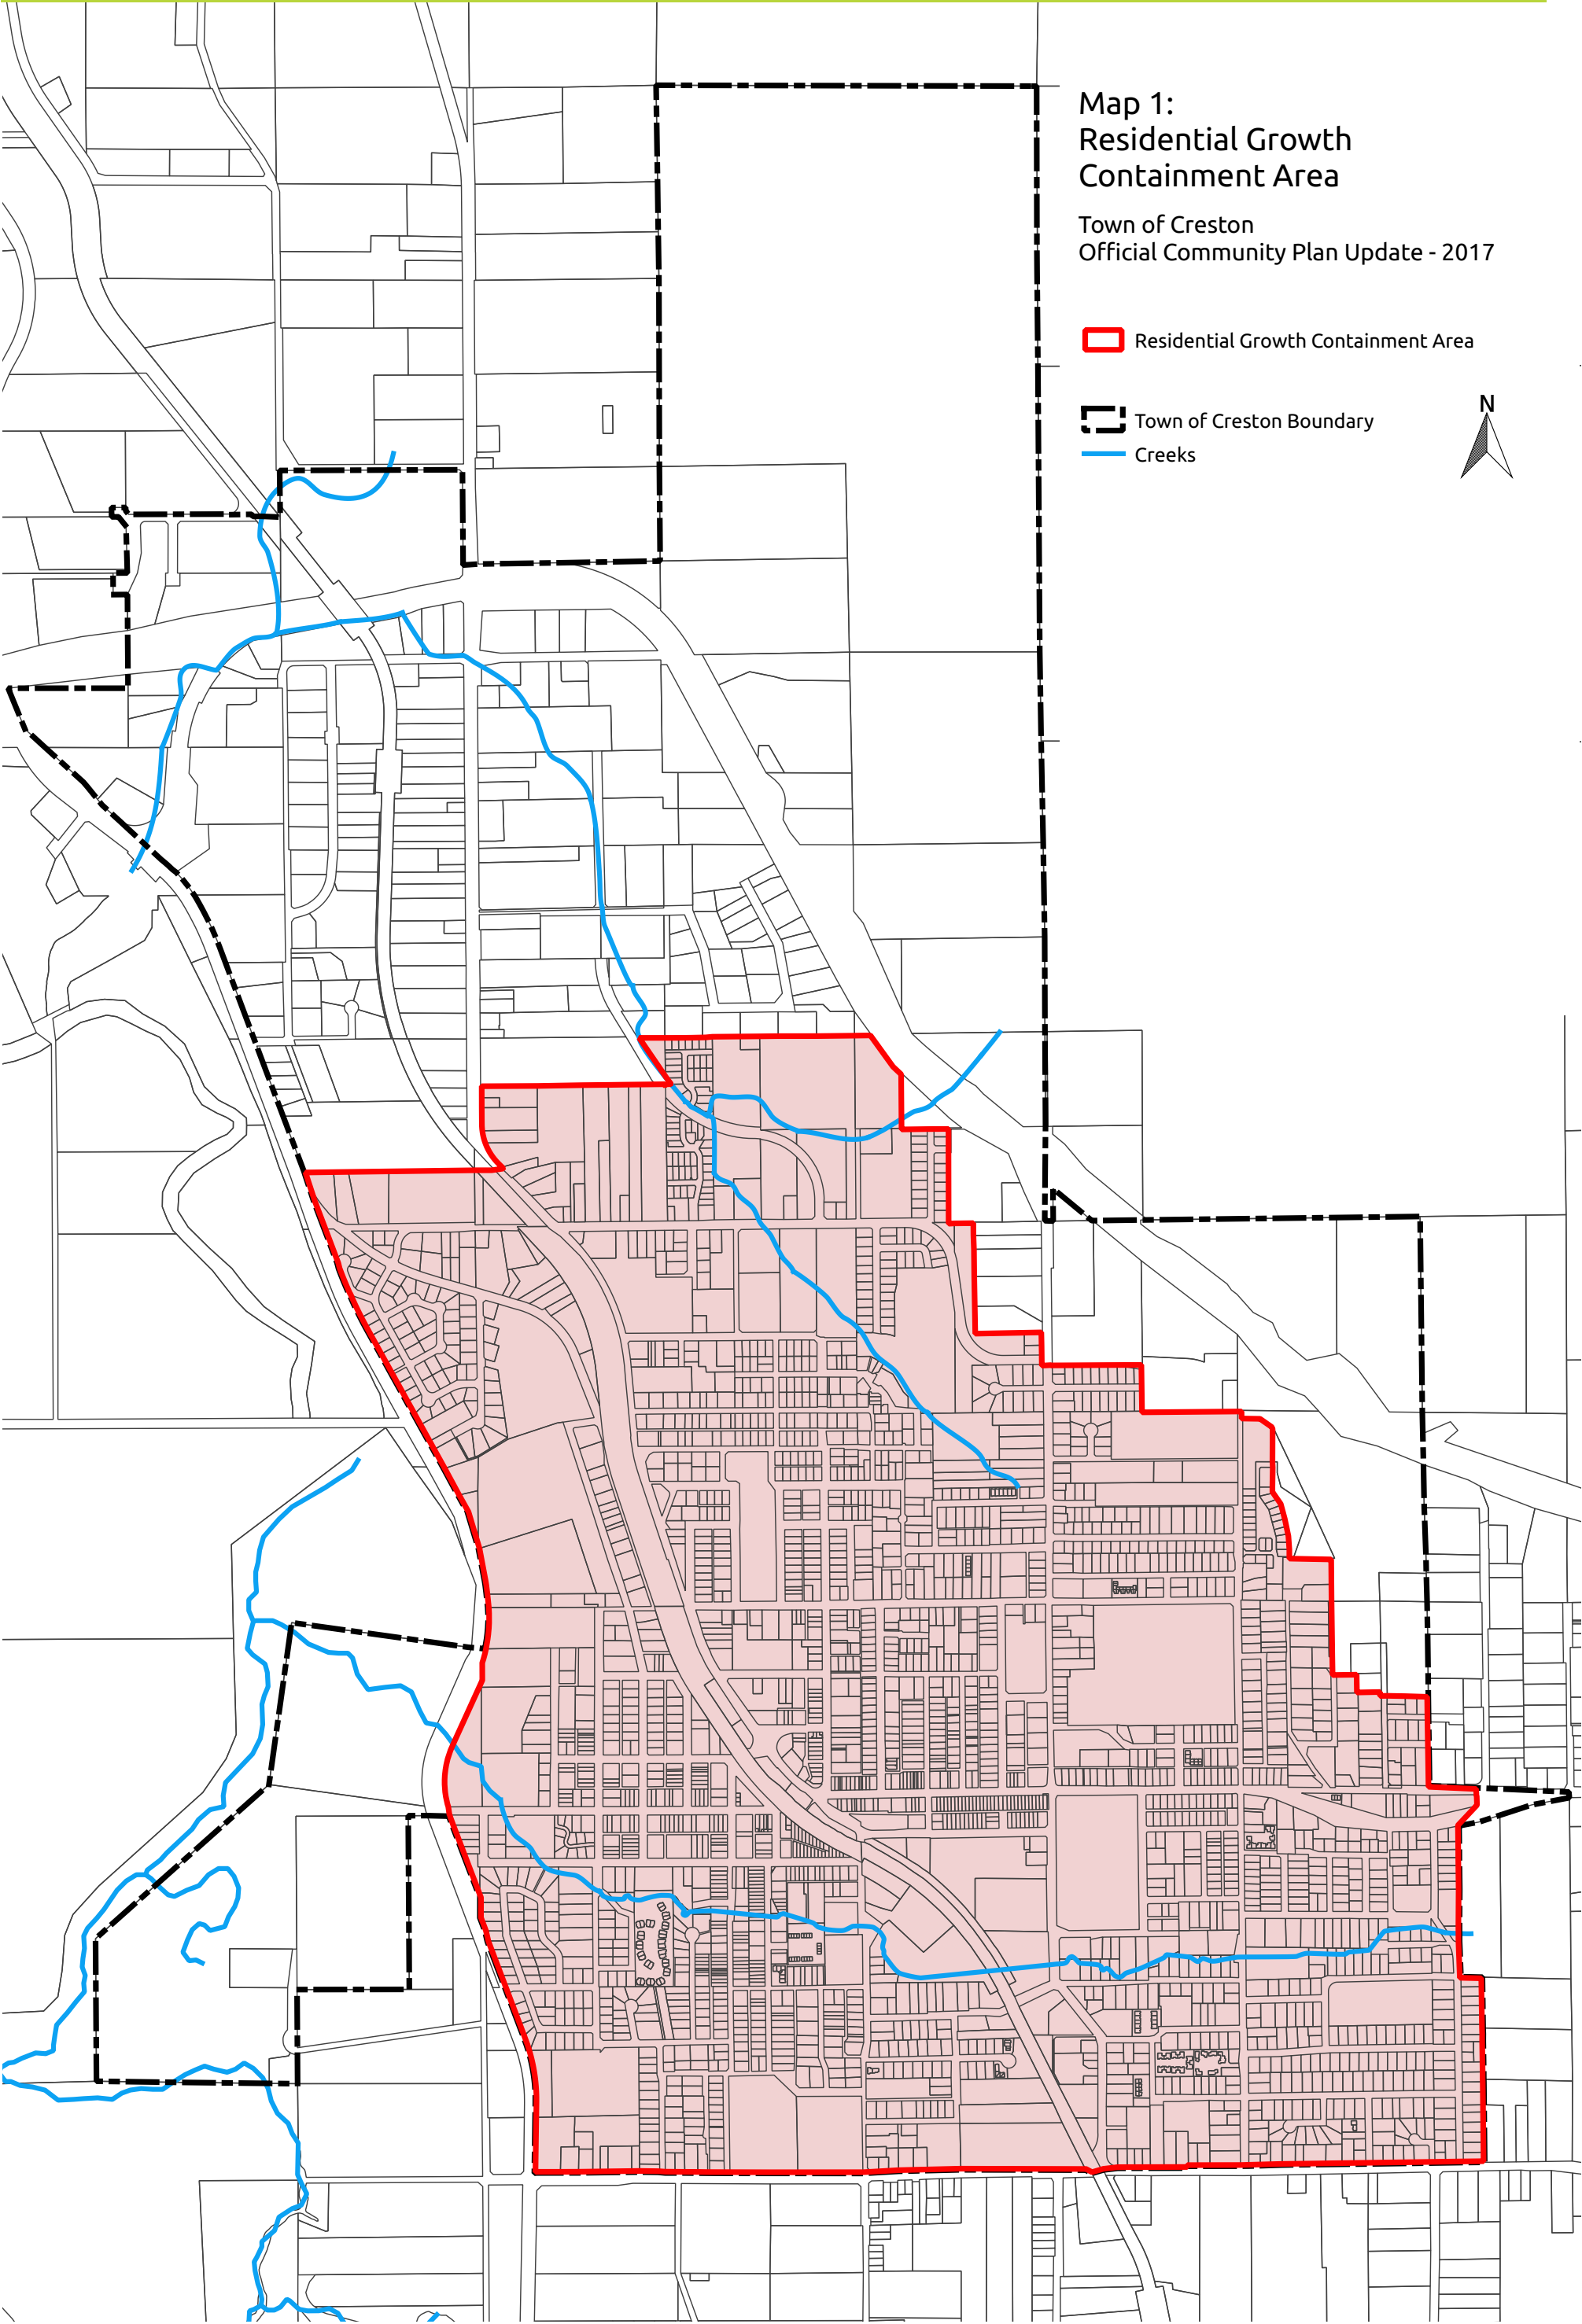 Map 1:
Residential Growth
Containment Area
Town of Creston
Official Community Plan Update - 2017
Residential Growth Containment Area
N
Town of Creston Boundary
Creeks